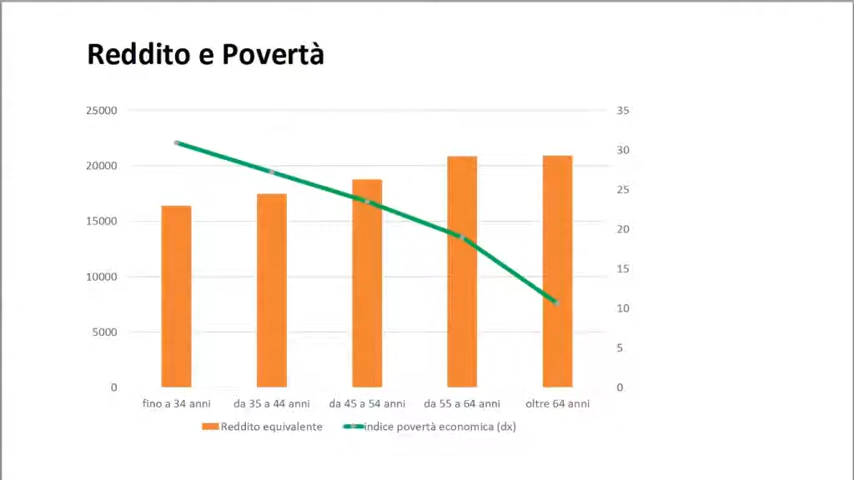 Reddito e Povertà
25000
20000
15000
10000
5000
0
35
30
25
20
15
10
5
0
fino a 34 anni
da 35 a 44 anni
da 45 a 54 anni
da 55 a 64 anni
oltre 64 anni
Reddito equivalente
indice povertà economica (dx)